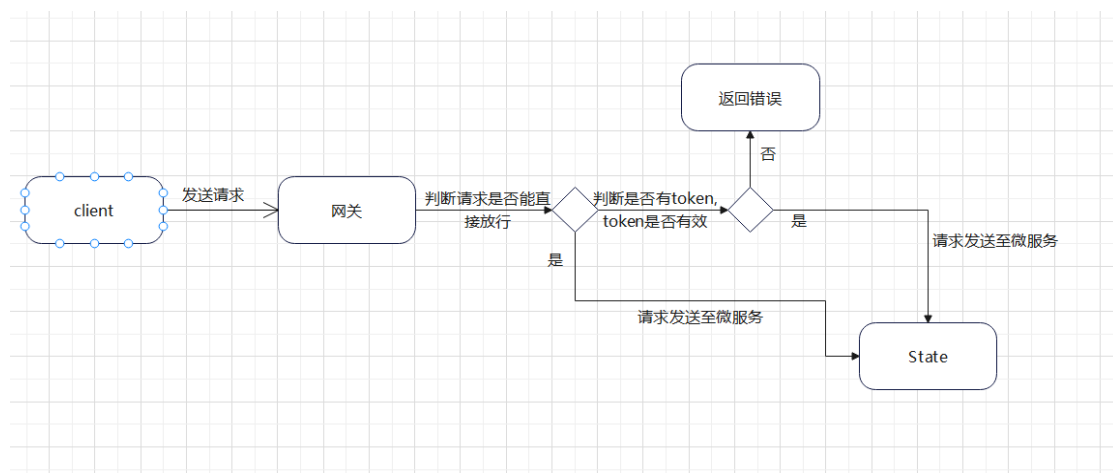 返回错误
否
client
发送请求
网关
判断请求是否能直
接放行
判断是否有token,
token是否有效
是
请求发送至微服务
是
请求发送至微服务
State